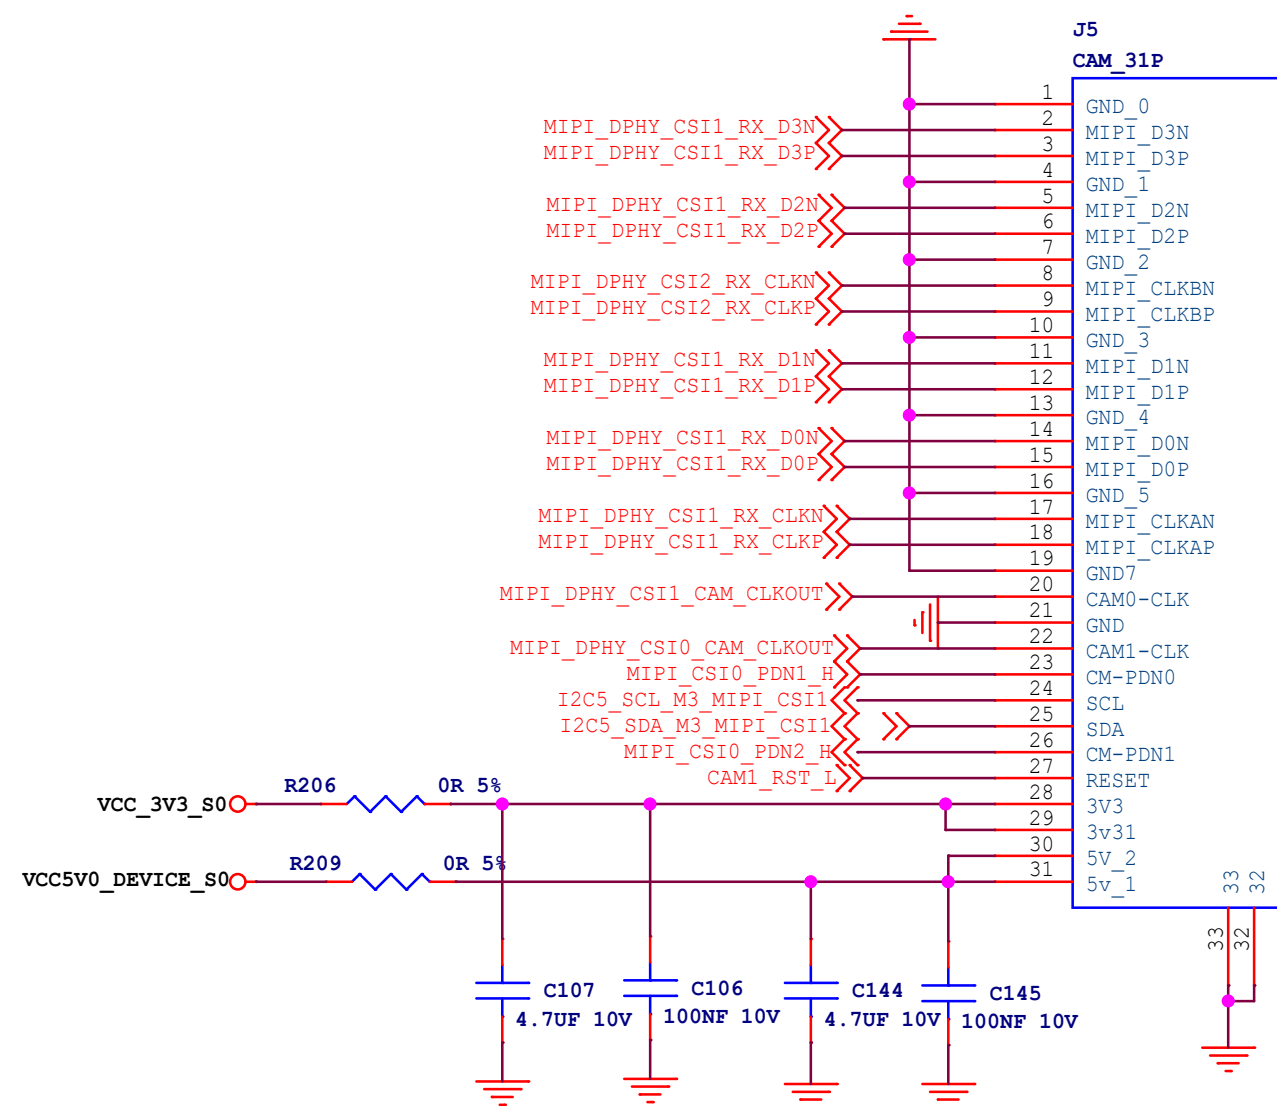 J5
CAM_31P
1 GND_0
MIPI_DPHY_CSI1_RX_D3N 2 MIPI_D3N
MIPI_DPHY_CSI1_RX_D3P 3 MIPI_D3P
4 GND_1
MIPI_DPHY_CSI1_RX_D2N 5 MIPI_D2N
MIPI_DPHY_CSI1_RX_D2P 6 MIPI_D2P
7 GND_2
MIPI_DPHY_CSI2_RX_CLKN 8 MIPI_CLKBN
MIPI_DPHY_CSI2_RX_CLKP 9 MIPI_CLKBP
10 GND_3
MIPI_DPHY_CSI1_RX_D1N 11 MIPI_D1N
MIPI_DPHY_CSI1_RX_D1P 12 MIPI_D1P
13 GND_4
MIPI_DPHY_CSI1_RX_D0N 14 MIPI_D0N
MIPI_DPHY_CSI1_RX_D0P 15 MIPI_D0P
16 GND_5
MIPI_DPHY_CSI1_RX_CLKN 17 MIPI_CLKAN
MIPI_DPHY_CSI1_RX_CLKP 18 MIPI_CLKAP
19 GND7
MIPI_DPHY_CSI1_CAM_CLKOUT 20 CAM0-CLK
21 GND
MIPI_DPHY_CSI0_CAM_CLKOUT 22 CAM1-CLK
MIPI_CSI0_PDN1_H 23 CM-PDN0
I2C5_SCL_M3_MIPI_CSI1 24 SCL
I2C5_SDA_M3_MIPI_CSI1 25 SDA
MIPI_CSI0_PDN2_H 26 CM-PDN1
CAM1_RST_L 27 RESET
VCC_3V3_S0 R206 0R 5% 28 3V3
29 3v31
30 5V_2
VCC5V0_DEVICE_S0 R209 0R 5% 31 5v_1
33 32
33 32
C107 C106 C144 C145
4.7UF 10V 100NF 10V 4.7UF 10V 100NF 10V